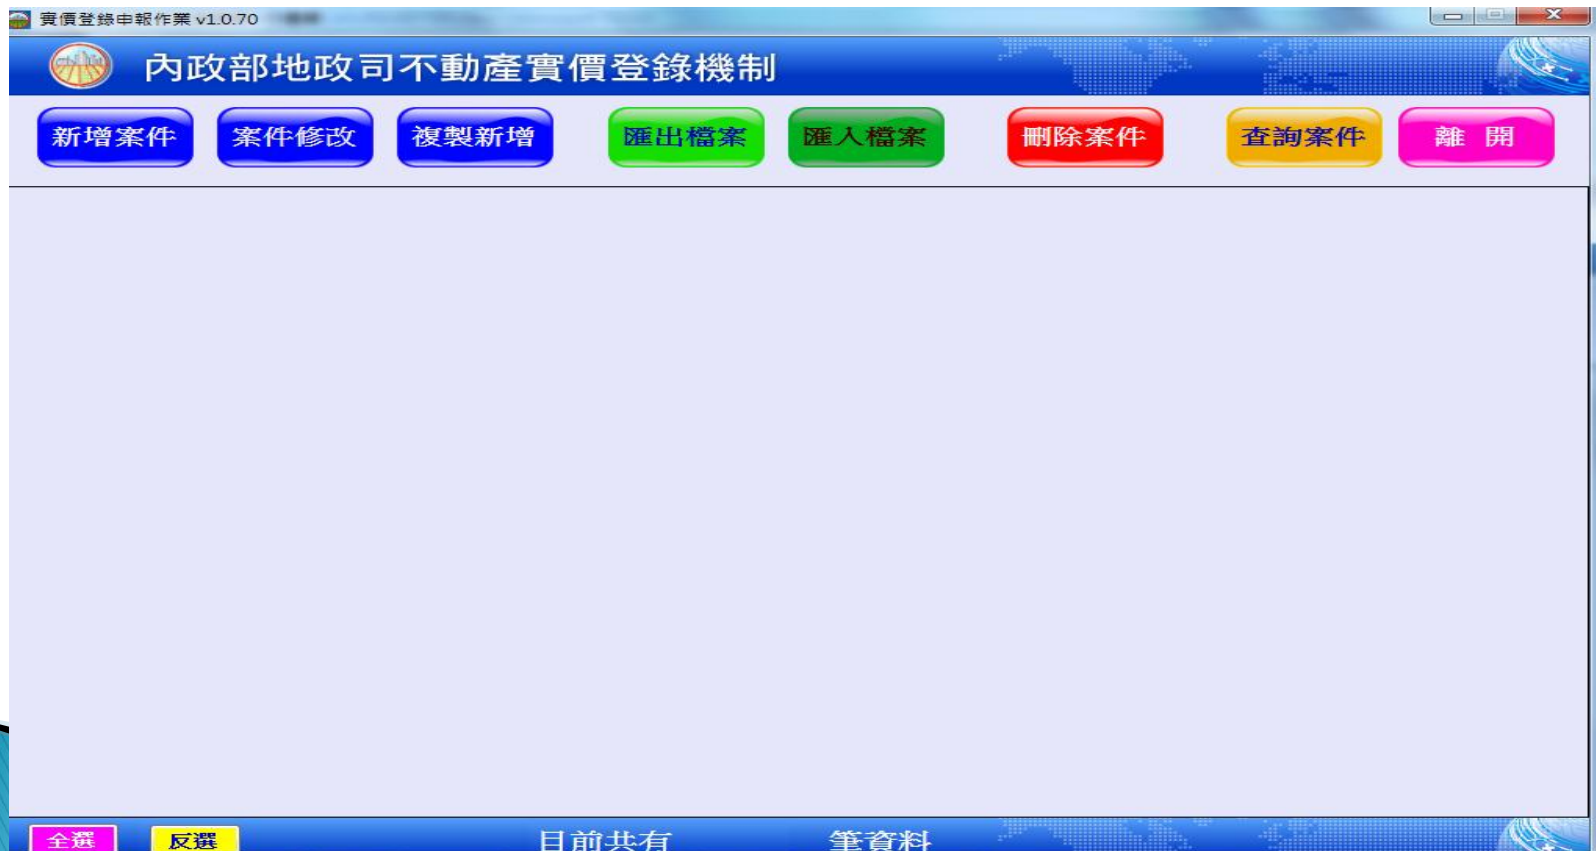 實價登錄申報作業 v1.0.70
內政部地政司不動產實價登錄機制
新增案件 案件修改 複製新增 匯出檔案 匯入檔案 刪除案件 查詢案件 離 開
全選 反選 目前共有 筆資料